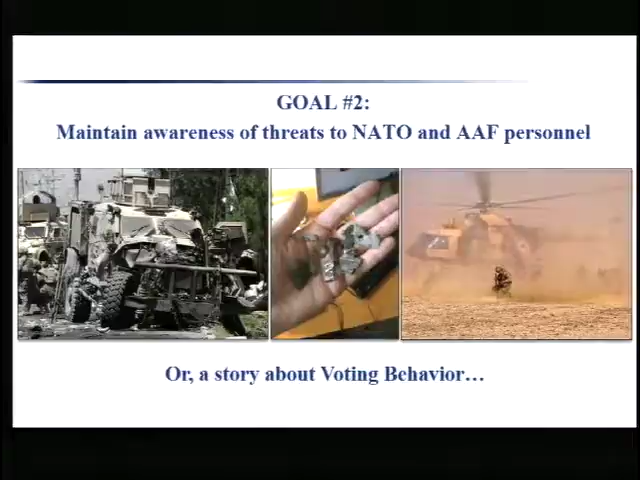 GOAL #2:
Maintain awareness of threats to NATO and AAF personnel
Or, a story about Voting Behavior…